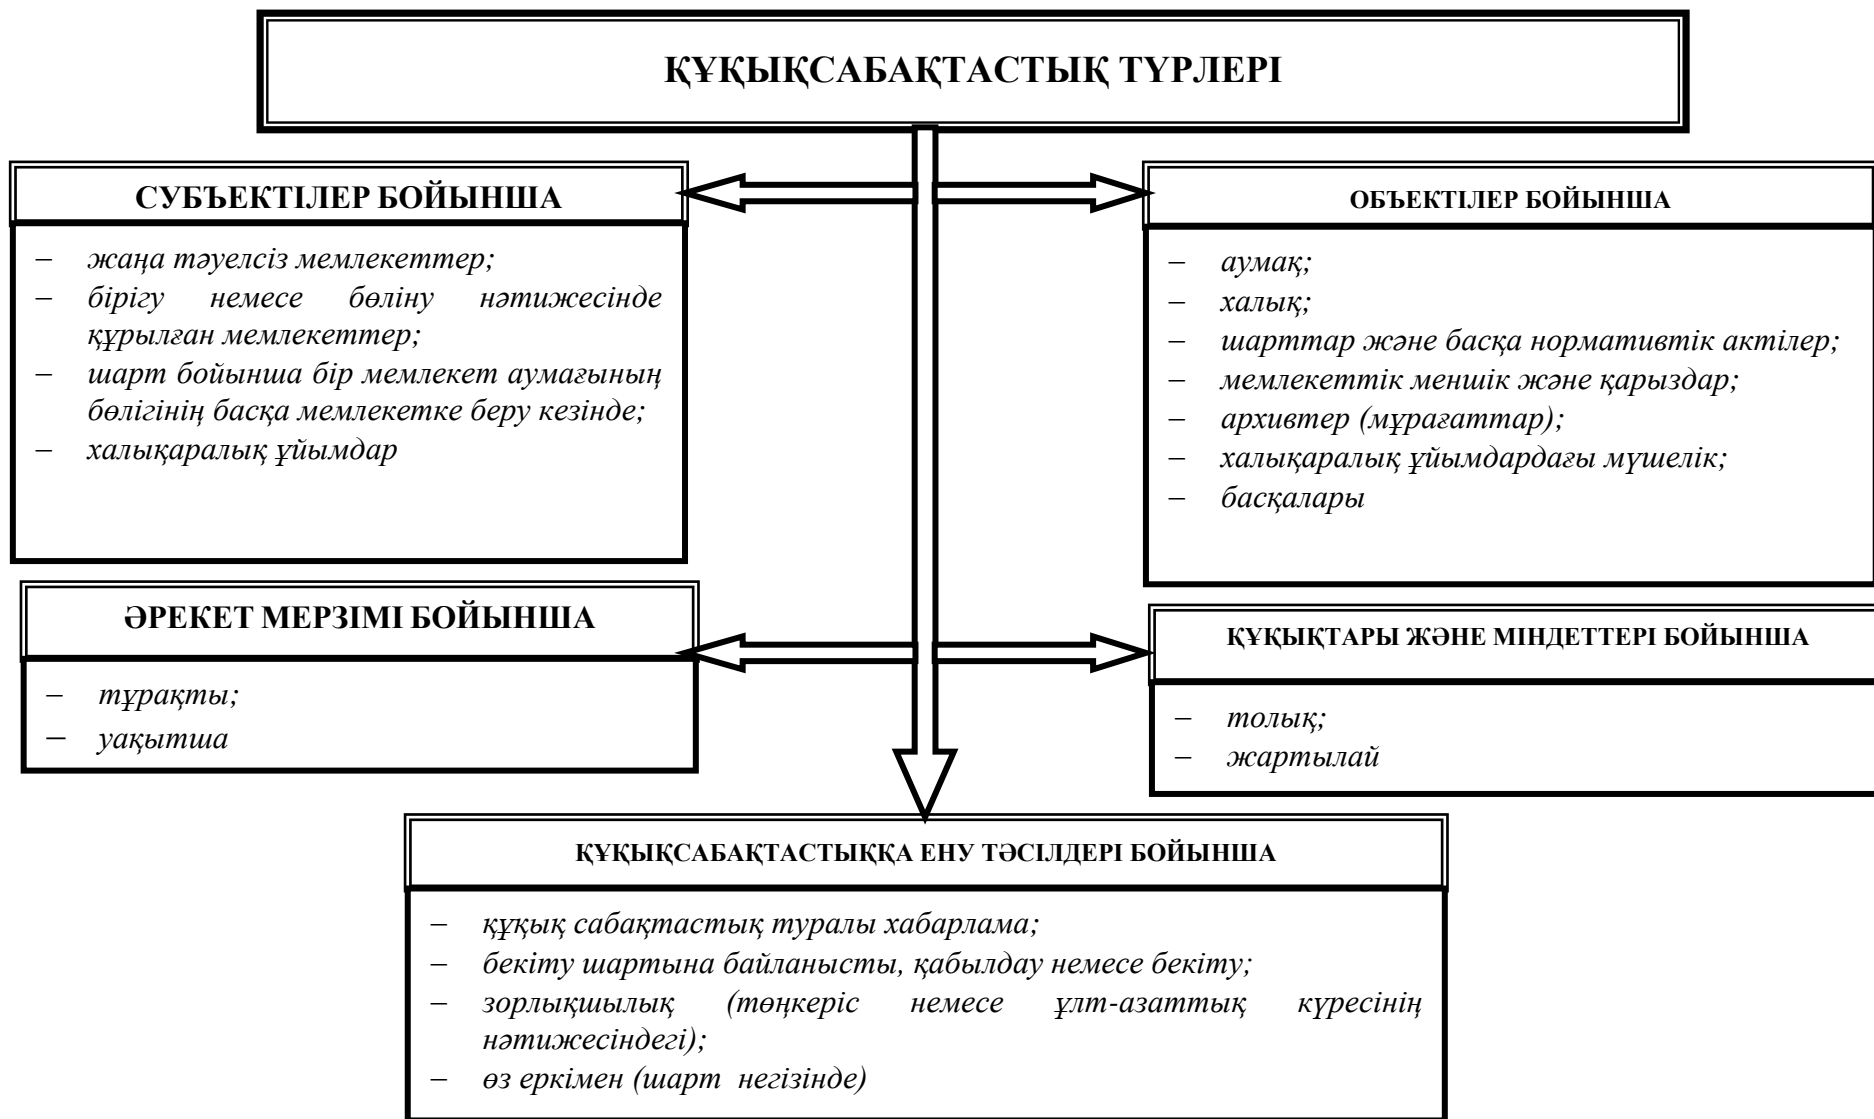 ҚҰҚЫҚСАБАҚТАСТЫҚ ТҮРЛЕРІ
СУБЪЕКТІЛЕР БОЙЫНША
– жаңа тәуелсіз мемлекеттер;
– бірігу немесе бөліну нәтижесінде
құрылған мемлекеттер;
– шарт бойынша бір мемлекет аумағының
бөлігінің басқа мемлекетке беру кезінде;
– халықаралық ұйымдар
ОБЪЕКТІЛЕР БОЙЫНША
– аумақ;
– халық;
– шарттар және басқа нормативтік актілер;
– мемлекеттік меншік және қарыздар;
– архивтер (мұрағаттар);
– халықаралық ұйымдардағы мүшелік;
– басқалары
ӘРЕКЕТ МЕРЗІМІ БОЙЫНША
– тұрақты;
– уақытша
ҚҰҚЫҚТАРЫ ЖӘНЕ МІНДЕТТЕРІ БОЙЫНША
– толық;
– жартылай
ҚҰҚЫҚСАБАҚТАСТЫҚҚА ЕНУ ТӘСІЛДЕРІ БОЙЫНША
– құқық сабақтастық туралы хабарлама;
– бекіту шартына байланысты, қабылдау немесе бекіту;
– зорлықшылық (төңкеріс немесе ұлт-азаттық күресінің
нәтижесіндегі);
– өз еркімен (шарт негізінде)